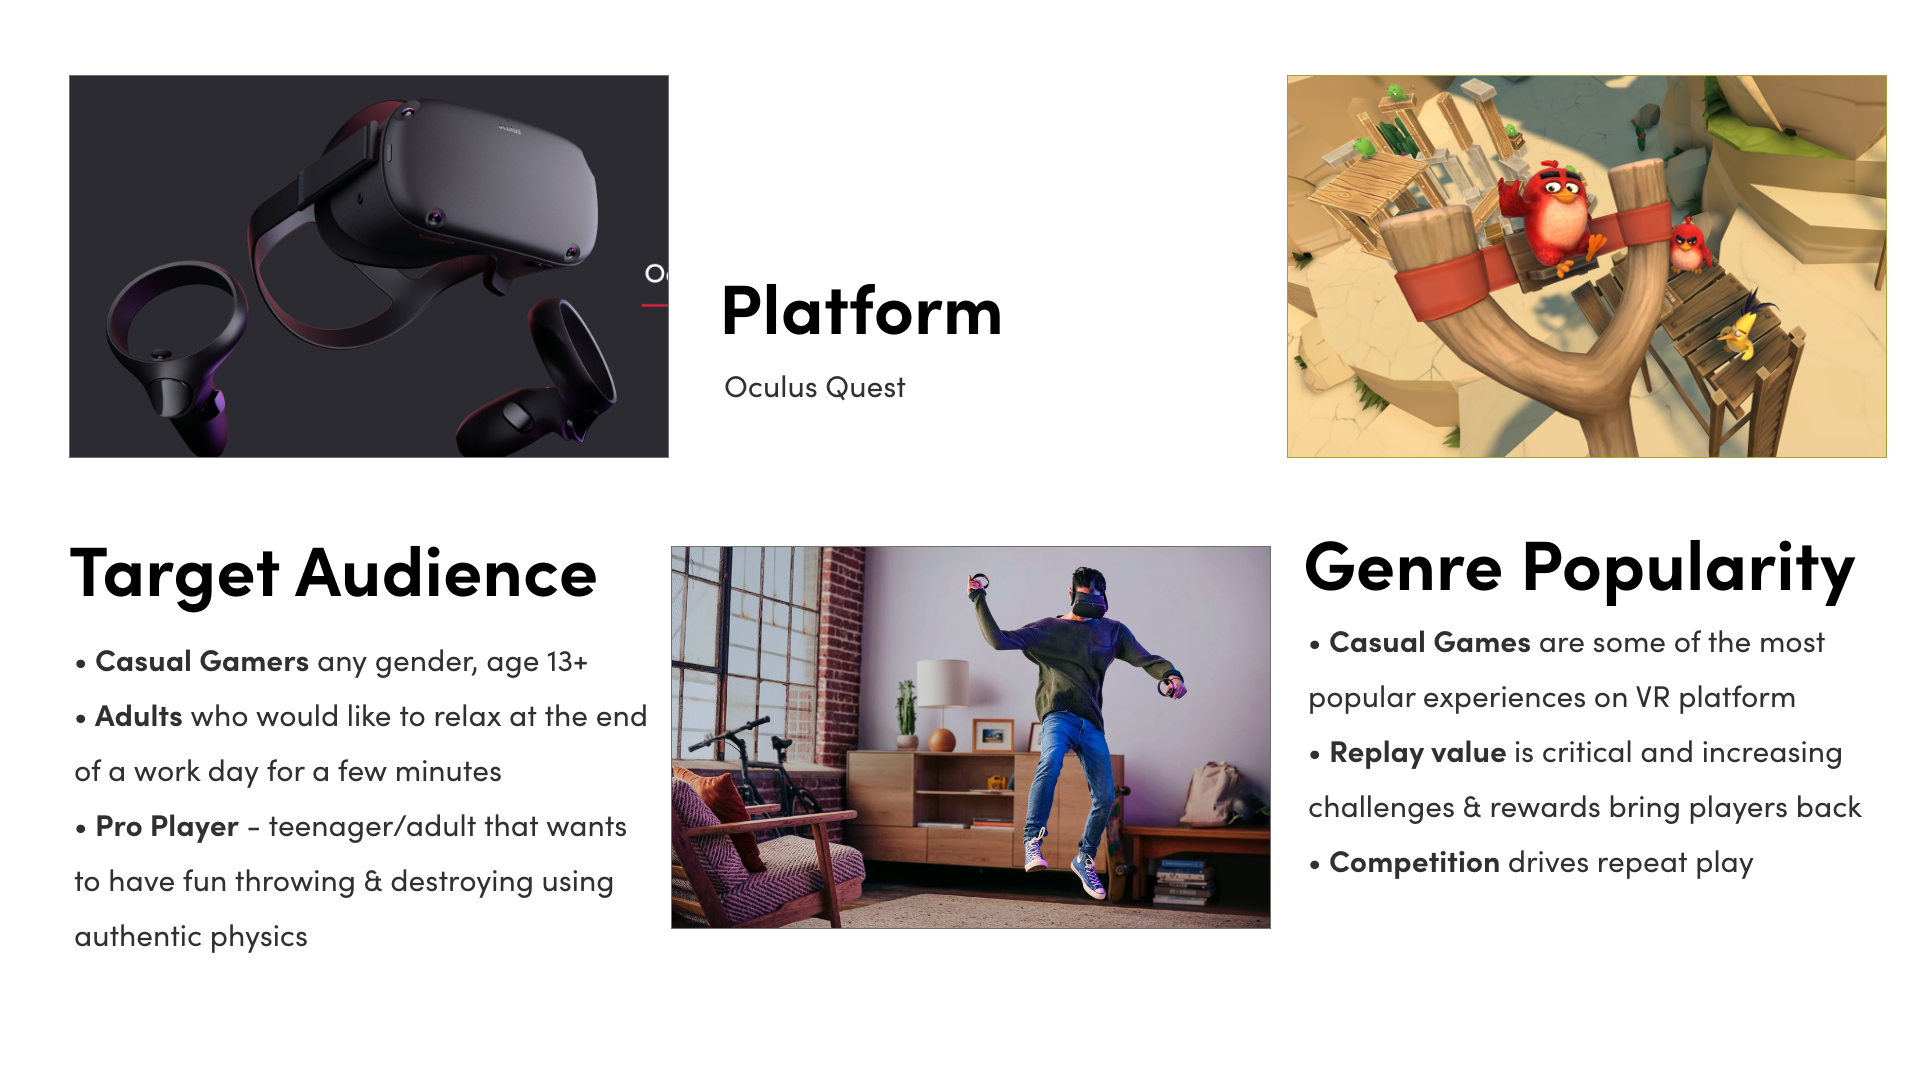 Oc
Platform
Oculus Quest
Target Audience
• Casual Gamers any gender, age 13+
• Adults who would like to relax at the end
of a work day for a few minutes
• Pro Player - teenager/adult that wants
to have fun throwing & destroying using
authentic physics
Genre Popularity
• Casual Games are some of the most
popular experiences on VR platform
• Replay value is critical and increasing
challenges & rewards bring players back
• Competition drives repeat play